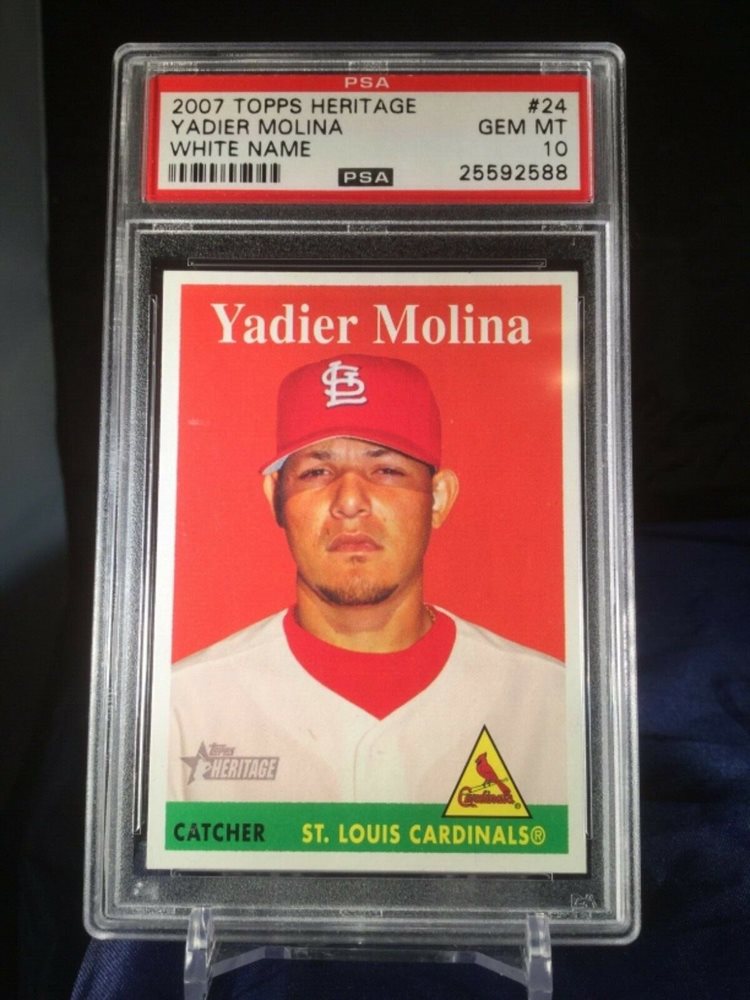 PSA
2007 TOPPS HERITAGE #24
YADIER MOLINA GEM MT
WHITE NAME 10
PSA 25592588
Yadier Molina
STL
Topps
HERITAGE
Cardinals
CATCHER ST. LOUIS CARDINALS®